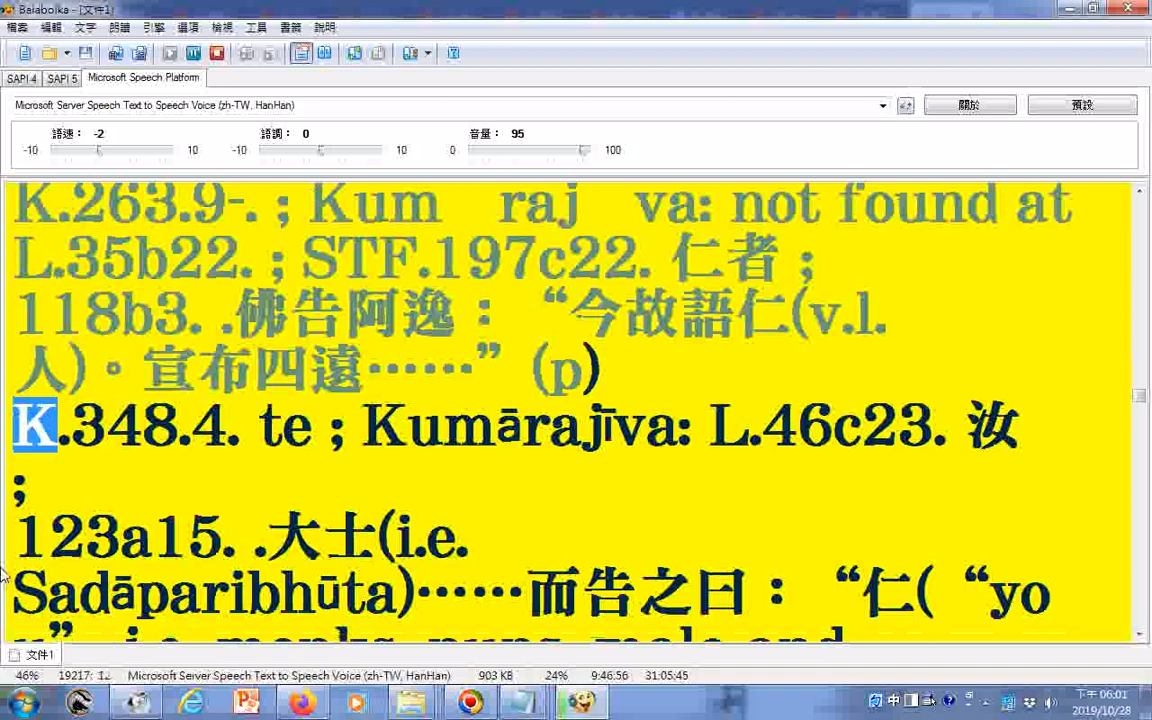 Balabolka - [文件1]
檔案 編輯 文字 朗讀 引擎 選項 檢視 工具 書籤 說明
SAPI 4 SAPI 5 Microsoft Speech Platform
Microsoft Server Speech Text to Speech Voice (zh-TW, HanHan) 關於 預設
語速： -2 語調： 0 音量： 95
-10 10 -10 10 0 100
K.263.9-. ; Kum raj va: not found at
L.35b22. ; STF.197c22. 仁者 ;
118b3. .佛告阿逸：“今故語仁(v.l.
人)。宣布四遠……”(p)
K.348.4. te ; Kumārajīva: L.46c23. 汝
;
123a15. .大士(i.e.
Sadāparibhūta)……而告之曰：“仁(“yo
u” i.e. monks nuns male and
文件1
46% 19217: 12 Microsoft Server Speech Text to Speech Voice (zh-TW, HanHan) 903 KB 24% 9:46:56 31:05:45
中 下午 06:01
2019/10/28